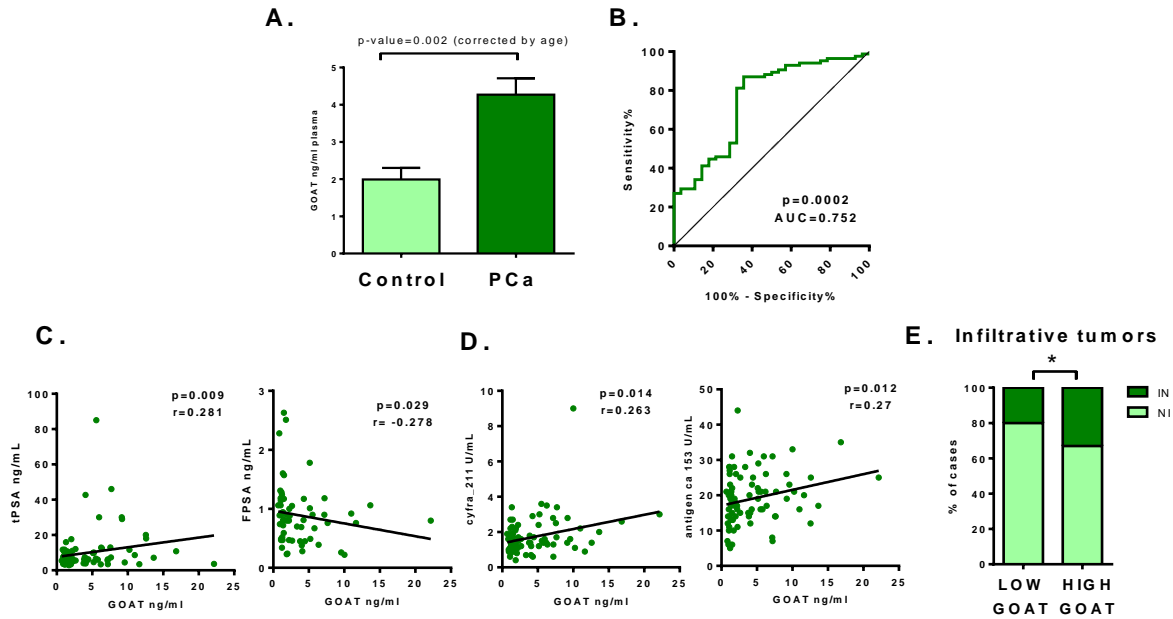 A.
p-value=0.002 (corrected by age)
GOAT ng/ml plasma
5
4
3
2
1
0
Control PCa
B.
Sensitivity%
100
80
60
40
20
0
p=0.0002
AUC=0.752
0 20 40 60 80 100
100% - Specificity%
C.
tPSA ng/mL
100
80
60
40
20
0
p=0.009
r=0.281
0 5 10 15 20 25
GOAT ng/ml
FPSA ng/mL
3
2
1
0
p=0.029
r= -0.278
0 5 10 15 20 25
GOAT ng/ml
D.
cyfra_211 U/mL
10
8
6
4
2
0
p=0.014
r=0.263
0 5 10 15 20 25
GOAT ng/ml
antigen ca 153 U/mL
50
40
30
20
10
0
p=0.012
r=0.27
0 5 10 15 20 25
GOAT ng/ml
E. Infiltrative tumors
*
% of cases
100
80
60
40
20
0
LOW HIGH
GOAT GOAT
IN
NI